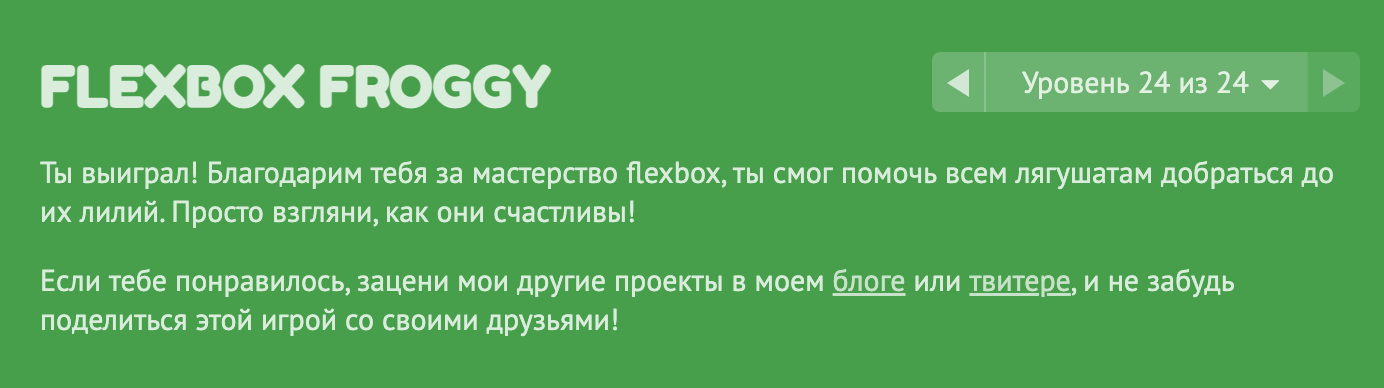 FLEXBOX FROGGY
Уровень 24 из 24
Ты выиграл! Благодарим тебя за мастерство flexbox, ты смог помочь всем лягушатам добраться до
их лилий. Просто взгляни, как они счастливы!
Если тебе понравилось, зацени мои другие проекты в моем блоге или твитере, и не забудь
поделиться этой игрой со своими друзьями!